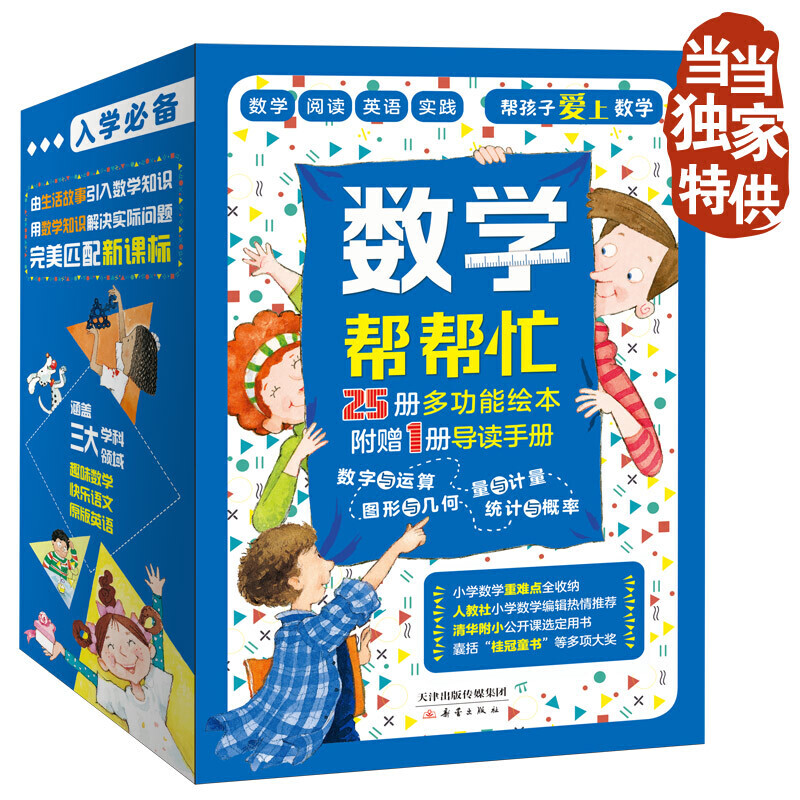 当当
独家
特供
数学 阅读 英语 实践
帮孩子爱上数学
数学
帮帮忙
25册多功能绘本
附赠1册导读手册
数字与运算
图形与几何
量与计量
统计与概率
小学数学重难点全收纳
人教社小学数学编辑热情推荐
清华附小公开课选定用书
囊括“桂冠童书”等多项大奖
天津出版传媒集团
新蕾出版社
入学必备
由生活故事引入数学知识
用数学知识解决实际问题
完美匹配新课标
涵盖
三大学科
领域
趣味数学
快乐语文
原版英语